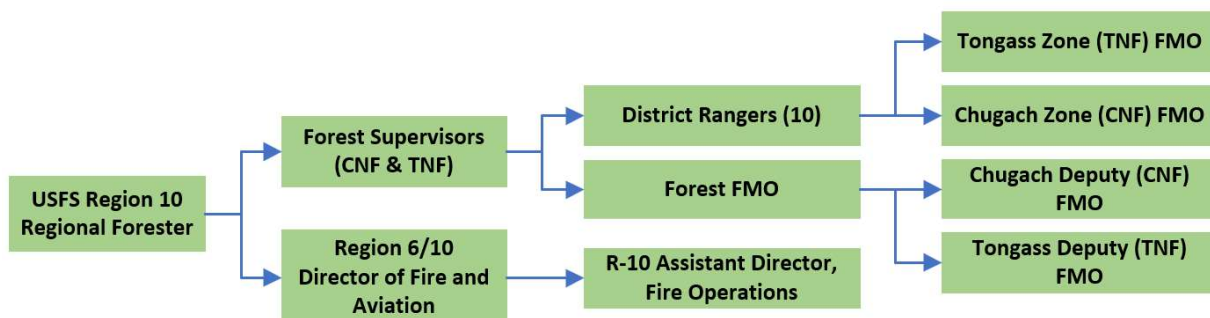 USFS Region 10
Regional Forester
Forest Supervisors
(CNF & TNF)
Region 6/10
Director of Fire and
Aviation
District Rangers (10)
Forest FMO
R-10 Assistant Director,
Fire Operations
Tongass Zone (TNF) FMO
Chugach Zone (CNF) FMO
Chugach Deputy (CNF)
FMO
Tongass Deputy (TNF)
FMO